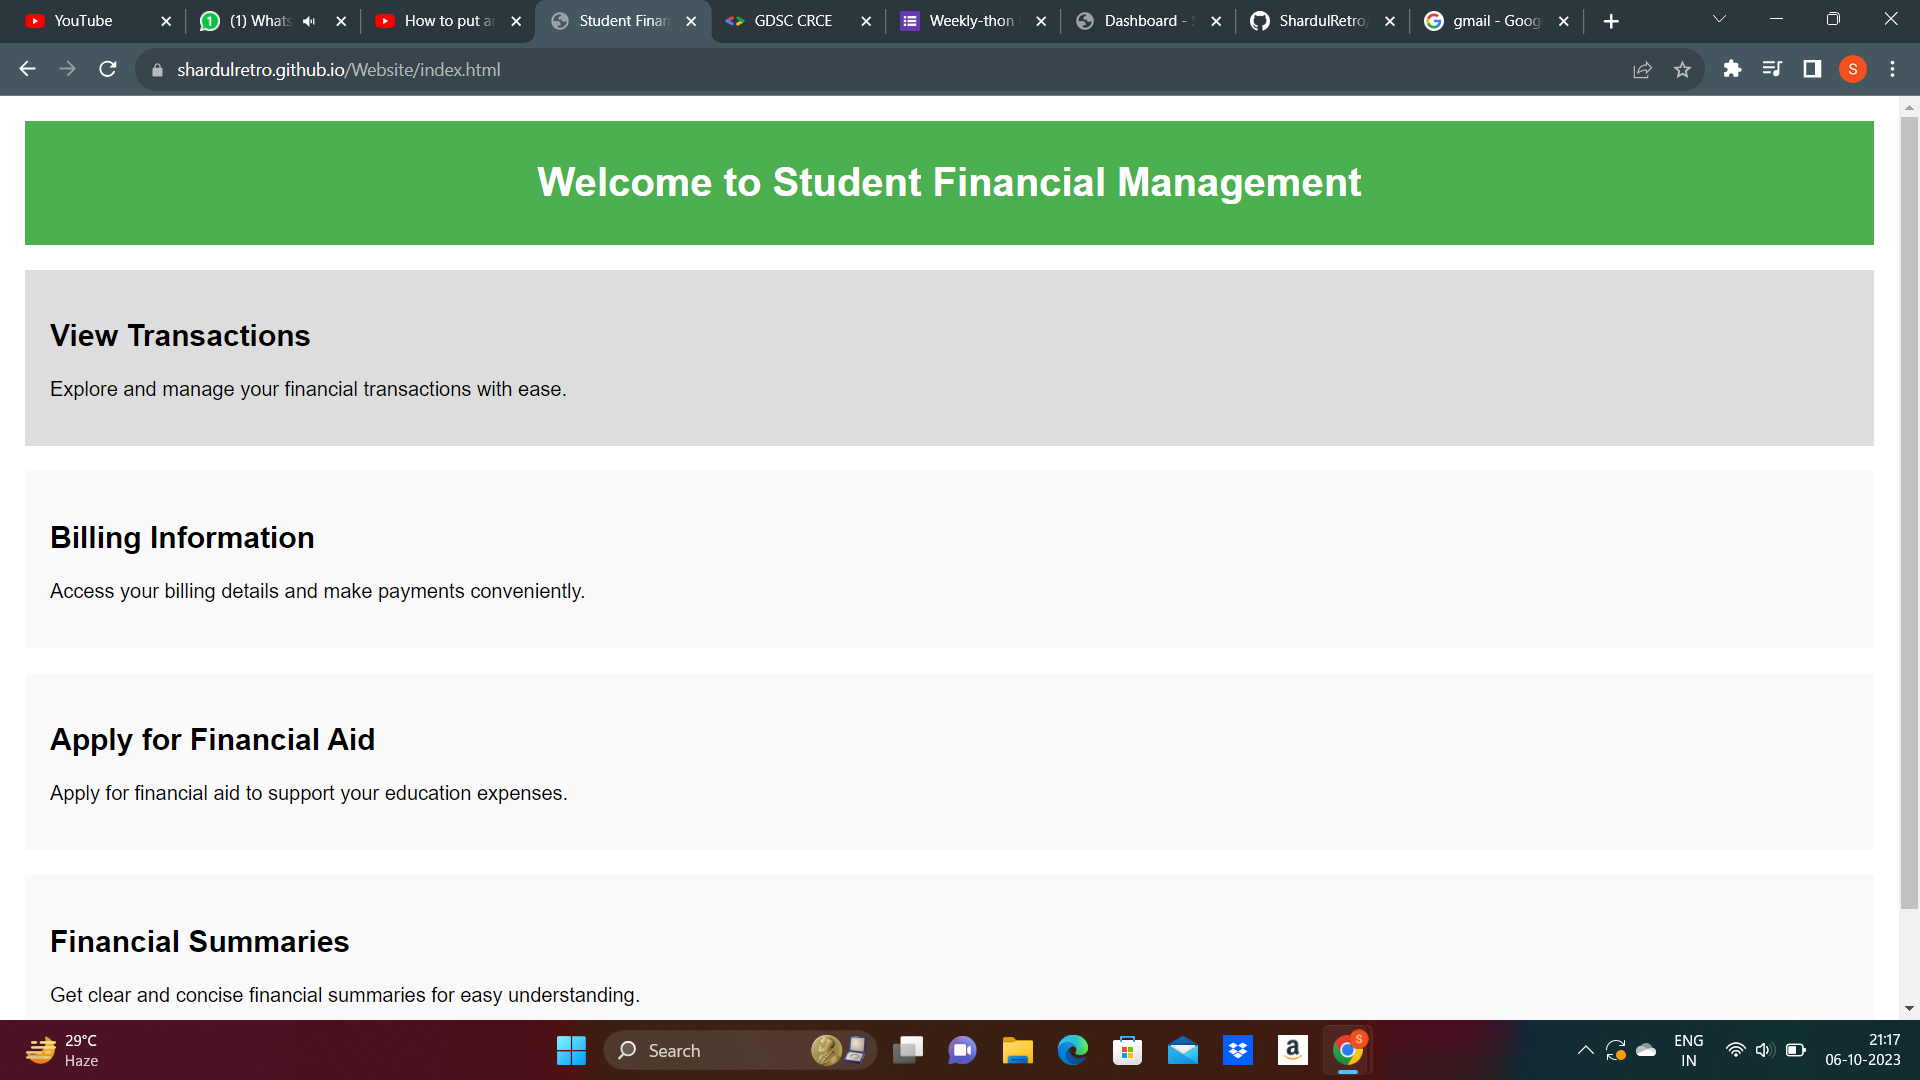 YouTube
(1) Whats
How to put a
Student Finan
GDSC CRCE
Weekly-thon
Dashboard -
ShardulRetro
gmail - Goog
shardulretro.github.io/Website/index.html
S
Welcome to Student Financial Management
View Transactions
Explore and manage your financial transactions with ease.
Billing Information
Access your billing details and make payments conveniently.
Apply for Financial Aid
Apply for financial aid to support your education expenses.
Financial Summaries
Get clear and concise financial summaries for easy understanding.
29°C
Haze
Search
ENG
IN
21:17
06-10-2023